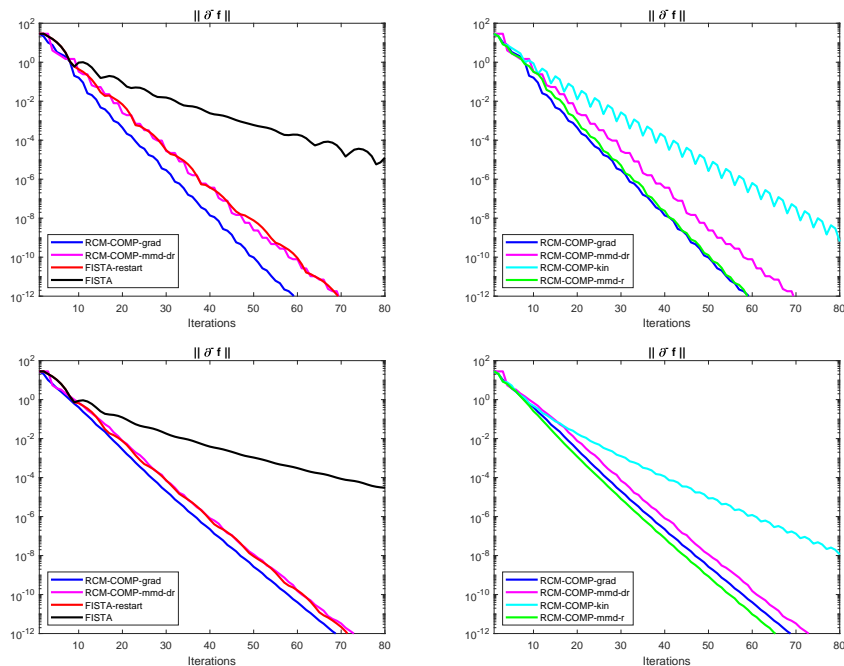 || ∂⁻f ||
10^2
10^0
10^-2
10^-4
10^-6
10^-8
10^-10
10^-12
RCM-COMP-grad
RCM-COMP-mmd-dr
FISTA-restart
FISTA
10 20 30 40 50 60 70 80
Iterations
|| ∂⁻f ||
10^2
10^0
10^-2
10^-4
10^-6
10^-8
10^-10
10^-12
RCM-COMP-grad
RCM-COMP-mmd-dr
RCM-COMP-kin
RCM-COMP-mmd-r
10 20 30 40 50 60 70 80
Iterations
|| ∂⁻f ||
10^2
10^0
10^-2
10^-4
10^-6
10^-8
10^-10
10^-12
RCM-COMP-grad
RCM-COMP-mmd-dr
FISTA-restart
FISTA
10 20 30 40 50 60 70 80
Iterations
|| ∂⁻f ||
10^2
10^0
10^-2
10^-4
10^-6
10^-8
10^-10
10^-12
RCM-COMP-grad
RCM-COMP-mmd-dr
RCM-COMP-kin
RCM-COMP-mmd-r
10 20 30 40 50 60 70 80
Iterations